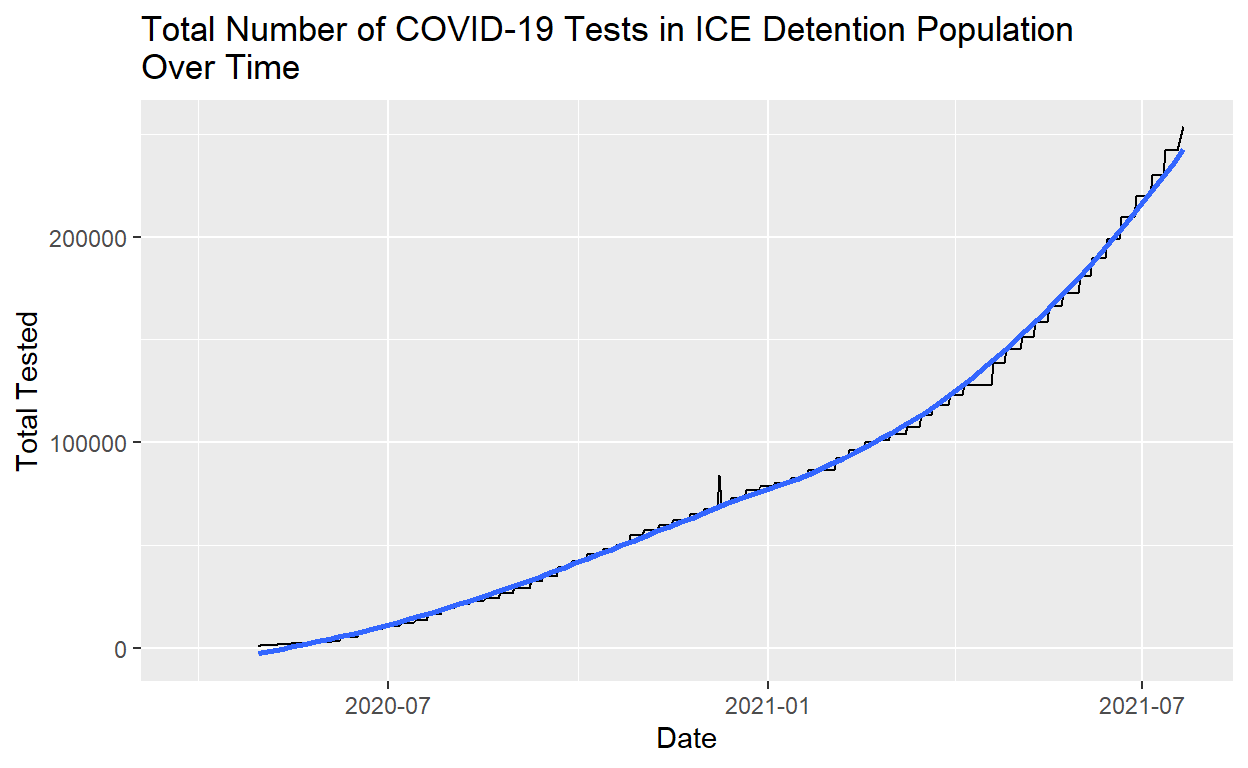 Total Number of COVID-19 Tests in ICE Detention Population
Over Time
Total Tested
200000
100000
0
2020-07
2021-01
2021-07
Date